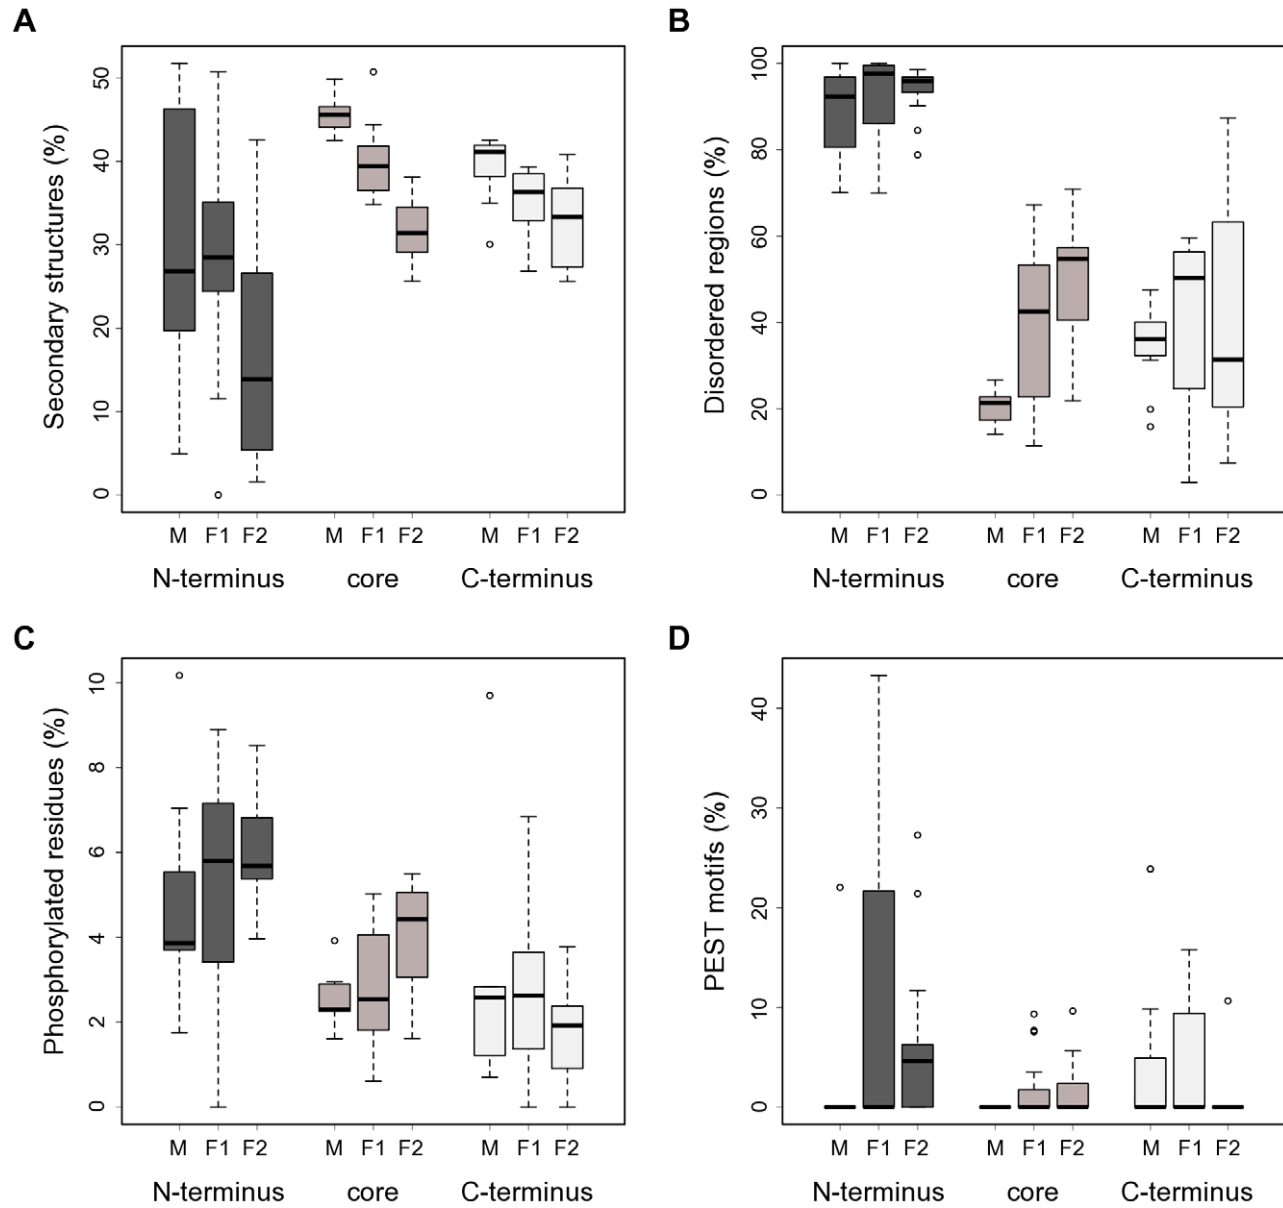 A
Secondary structures (%)
0 10 20 30 40 50
M F1 F2 M F1 F2 M F1 F2
N-terminus core C-terminus
B
Disordered regions (%)
0 20 40 60 80 100
M F1 F2 M F1 F2 M F1 F2
N-terminus core C-terminus
C
Phosphorylated residues (%)
0 2 4 6 8 10
M F1 F2 M F1 F2 M F1 F2
N-terminus core C-terminus
D
PEST motifs (%)
0 10 20 30 40
M F1 F2 M F1 F2 M F1 F2
N-terminus core C-terminus